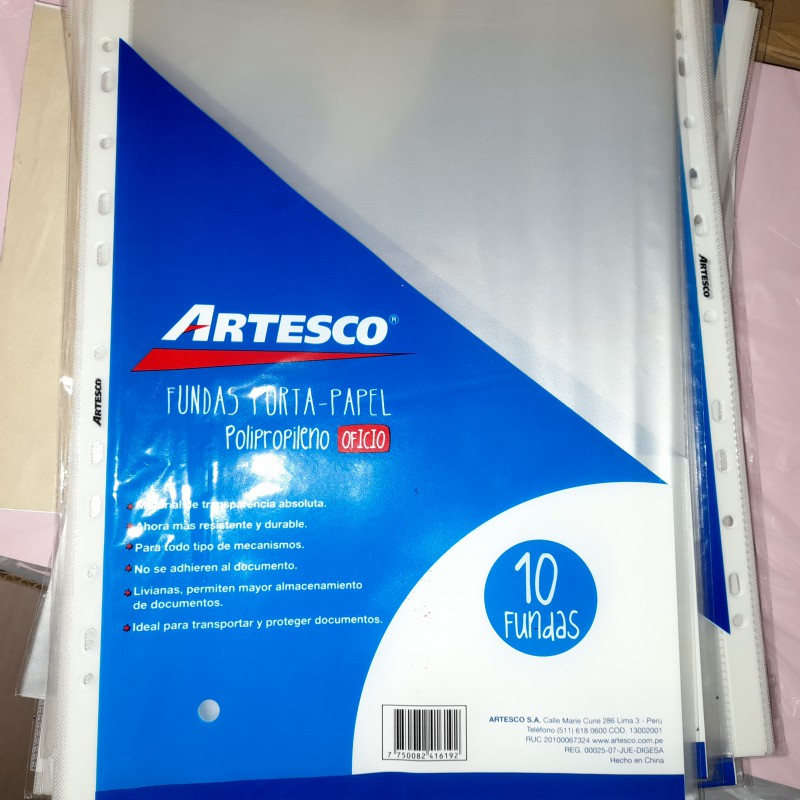 ARTESCO®
FUNDAS PORTA-PAPEL
Polipropileno OFICIO
Material de transparencia absoluta.
Ahora más resistente y durable.
Para todo tipo de mecanismos.
No se adhieren al documento.
Livianas, permiten mayor almacenamiento
de documentos.
Ideal para transportar y proteger documentos.
10
Fundas
7 750082 416192
ARTESCO S.A. Calle Marie Curie 286 Lima 3 - Perú
Teléfono (511) 618 0600 COD. 13002001
RUC 20100067324 www.artesco.com.pe
REG. 00025-07-JUE-DIGESA
Hecho en China
ARTESCO
ARTESCO